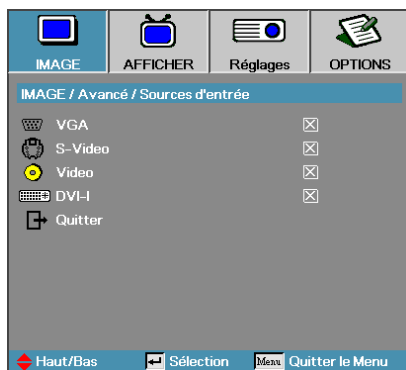 IMAGE AFFICHER Réglages OPTIONS
IMAGE / Avancé / Sources d'entrée
VGA
S-Video
Video
DVI-I
Quitter
Haut/Bas Sélection Menu Quitter le Menu